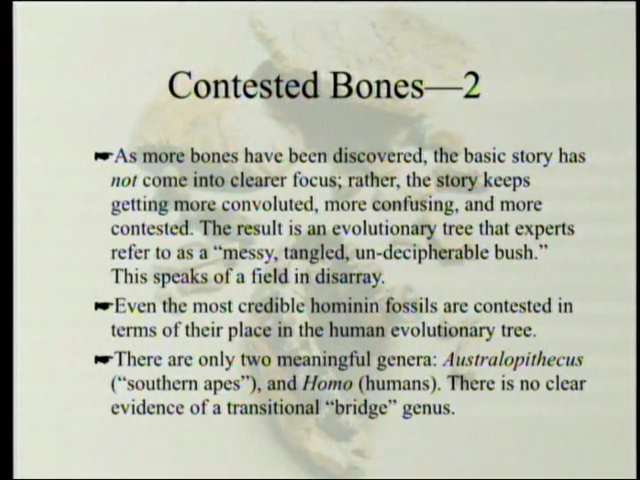 Contested Bones—2
As more bones have been discovered, the basic story has
not come into clearer focus; rather, the story keeps
getting more convoluted, more confusing, and more
contested. The result is an evolutionary tree that experts
refer to as a “messy, tangled, un-decipherable bush.”
This speaks of a field in disarray.
Even the most credible hominin fossils are contested in
terms of their place in the human evolutionary tree.
There are only two meaningful genera: Australopithecus
(“southern apes”), and Homo (humans). There is no clear
evidence of a transitional “bridge” genus.